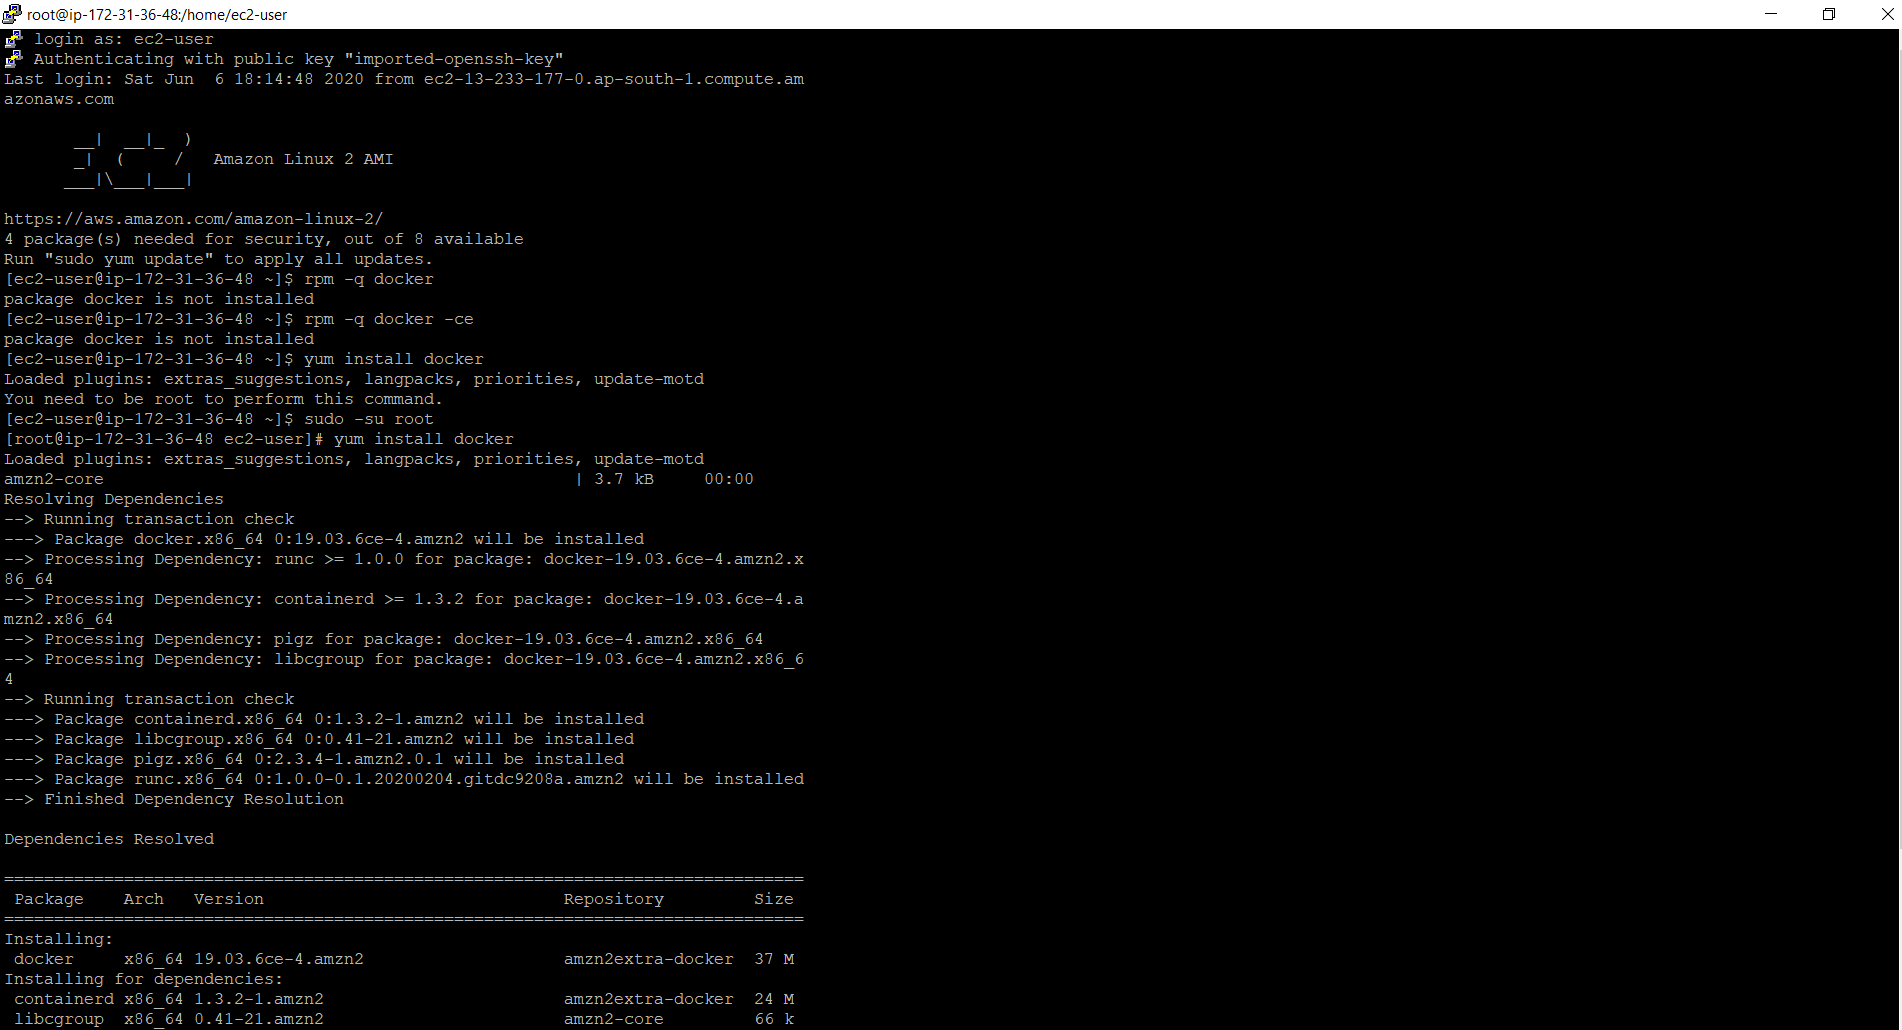 root@ip-172-31-36-48:/home/ec2-user
login as: ec2-user
Authenticating with public key "imported-openssh-key"
Last login: Sat Jun  6 18:14:48 2020 from ec2-13-233-177-0.ap-south-1.compute.am
azonaws.com
       __|  __|_  )
       _|  (     /   Amazon Linux 2 AMI
      ___|\___|___|
https://aws.amazon.com/amazon-linux-2/
4 package(s) needed for security, out of 8 available
Run "sudo yum update" to apply all updates.
[ec2-user@ip-172-31-36-48 ~]$ rpm -q docker
package docker is not installed
[ec2-user@ip-172-31-36-48 ~]$ rpm -q docker -ce
package docker is not installed
[ec2-user@ip-172-31-36-48 ~]$ yum install docker
Loaded plugins: extras_suggestions, langpacks, priorities, update-motd
You need to be root to perform this command.
[ec2-user@ip-172-31-36-48 ~]$ sudo -su root
[root@ip-172-31-36-48 ec2-user]# yum install docker
Loaded plugins: extras_suggestions, langpacks, priorities, update-motd
amzn2-core                                               | 3.7 kB     00:00
Resolving Dependencies
--> Running transaction check
---> Package docker.x86_64 0:19.03.6ce-4.amzn2 will be installed
--> Processing Dependency: runc >= 1.0.0 for package: docker-19.03.6ce-4.amzn2.x
86_64
--> Processing Dependency: containerd >= 1.3.2 for package: docker-19.03.6ce-4.a
mzn2.x86_64
--> Processing Dependency: pigz for package: docker-19.03.6ce-4.amzn2.x86_64
--> Processing Dependency: libcgroup for package: docker-19.03.6ce-4.amzn2.x86_6
4
--> Running transaction check
---> Package containerd.x86_64 0:1.3.2-1.amzn2 will be installed
---> Package libcgroup.x86_64 0:0.41-21.amzn2 will be installed
---> Package pigz.x86_64 0:2.3.4-1.amzn2.0.1 will be installed
---> Package runc.x86_64 0:1.0.0-0.1.20200204.gitdc9208a.amzn2 will be installed
--> Finished Dependency Resolution
Dependencies Resolved
================================================================================
 Package    Arch   Version                              Repository         Size
================================================================================
Installing:
 docker     x86_64 19.03.6ce-4.amzn2                    amzn2extra-docker  37 M
Installing for dependencies:
 containerd x86_64 1.3.2-1.amzn2                        amzn2extra-docker  24 M
 libcgroup  x86_64 0.41-21.amzn2                        amzn2-core         66 k